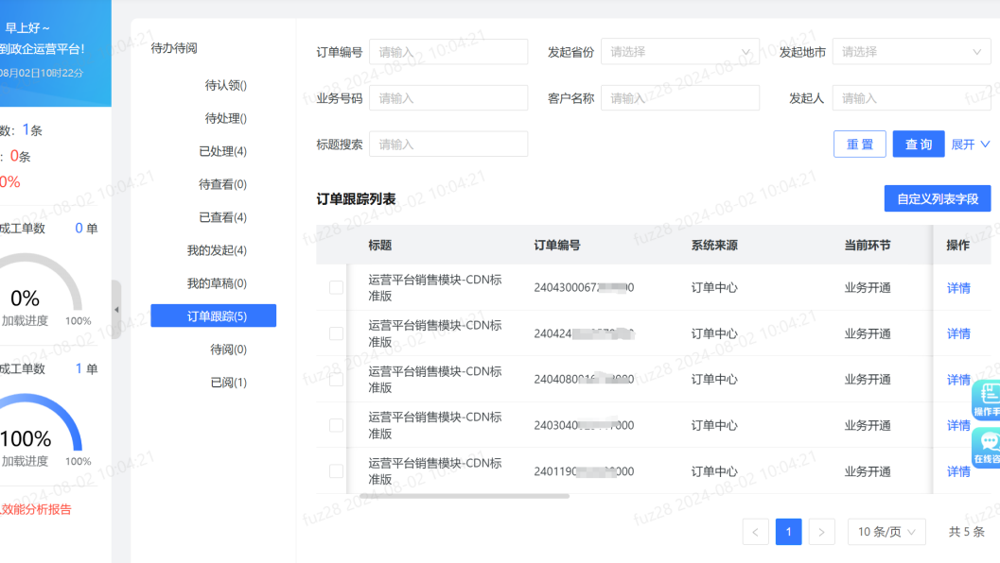 早上好～
到政企运营平台!
08月02日10时22分
数: 1条
: 0条
0%
成工单数 0 单
0%
加载进度 100%
成工单数 1 单
100%
加载进度 100%
效能分析报告
待办待阅
待认领()
待处理()
已处理(4)
待查看(0)
已查看(4)
我的发起(4)
我的草稿(0)
订单跟踪(5)
待阅(0)
已阅(1)
订单编号 请输入 发起省份 请选择 发起地市 请选择
业务号码 请输入 客户名称 请输入 发起人 请输入
标题搜索 请输入 重置 查询 展开
订单跟踪列表 自定义列表字段
标题 订单编号 系统来源 当前环节 操作
运营平台销售模块-CDN标
准版
24043000672 00 订单中心 业务开通 详情
运营平台销售模块-CDN标
准版
240424 订单中心 业务开通 详情
运营平台销售模块-CDN标
准版
240408001 000 订单中心 业务开通 详情
运营平台销售模块-CDN标
准版
2403040 000 订单中心 业务开通 详情
运营平台销售模块-CDN标
准版
2401190 000 订单中心 业务开通 详情
操作手
在线咨
< 1 > 10 条/页 共 5 条
fuz28 2024-08-02 10:04:21